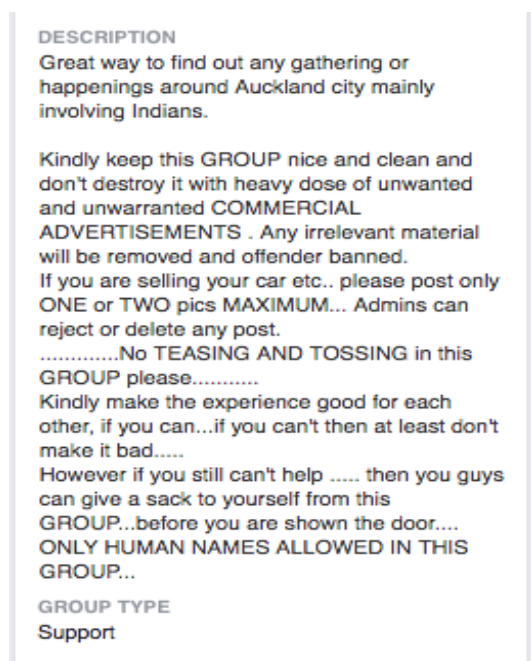 DESCRIPTION
Great way to find out any gathering or
happenings around Auckland city mainly
involving Indians.

Kindly keep this GROUP nice and clean and
don't destroy it with heavy dose of unwanted
and unwarranted COMMERCIAL
ADVERTISEMENTS . Any irrelevant material
will be removed and offender banned.
If you are selling your car etc.. please post only
ONE or TWO pics MAXIMUM... Admins can
reject or delete any post.
.............No TEASING AND TOSSING in this
GROUP please...........
Kindly make the experience good for each
other, if you can...if you can't then at least don't
make it bad.....
However if you still can't help ..... then you guys
can give a sack to yourself from this
GROUP...before you are shown the door....
ONLY HUMAN NAMES ALLOWED IN THIS
GROUP...
GROUP TYPE
Support